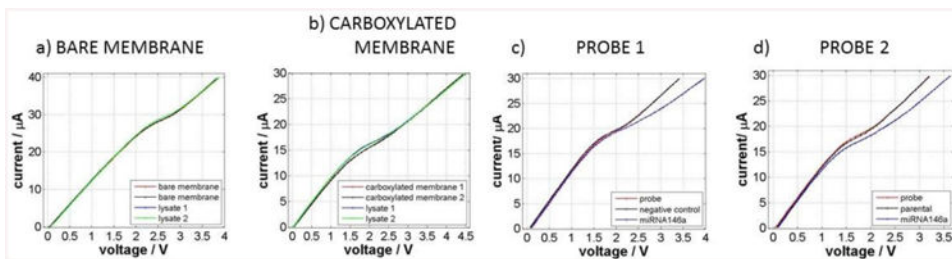 b) CARBOXYLATED
a) BARE MEMBRANE
MEMBRANE
c) PROBE 1
d) PROBE 2
40
30
20
10
0
current / µA
0 0.5 1 1.5 2 2.5 3 3.5 4
voltage / V
bare membrane
bare membrane
lysate 1
lysate 2
30
25
20
15
10
5
0
current / µA
0 0.5 1 1.5 2 2.5 3 3.5 4 4.5
voltage / V
carboxylated membrane 1
carboxylated membrane 2
lysate 1
lysate 2
30
25
20
15
10
5
0
current / µA
0 0.5 1 1.5 2 2.5 3 3.5 4
voltage / V
probe
negative control
miRNA146a
30
25
20
15
10
5
0
current / µA
0 0.5 1 1.5 2 2.5 3 3.5
voltage / V
probe
parental
miRNA146a